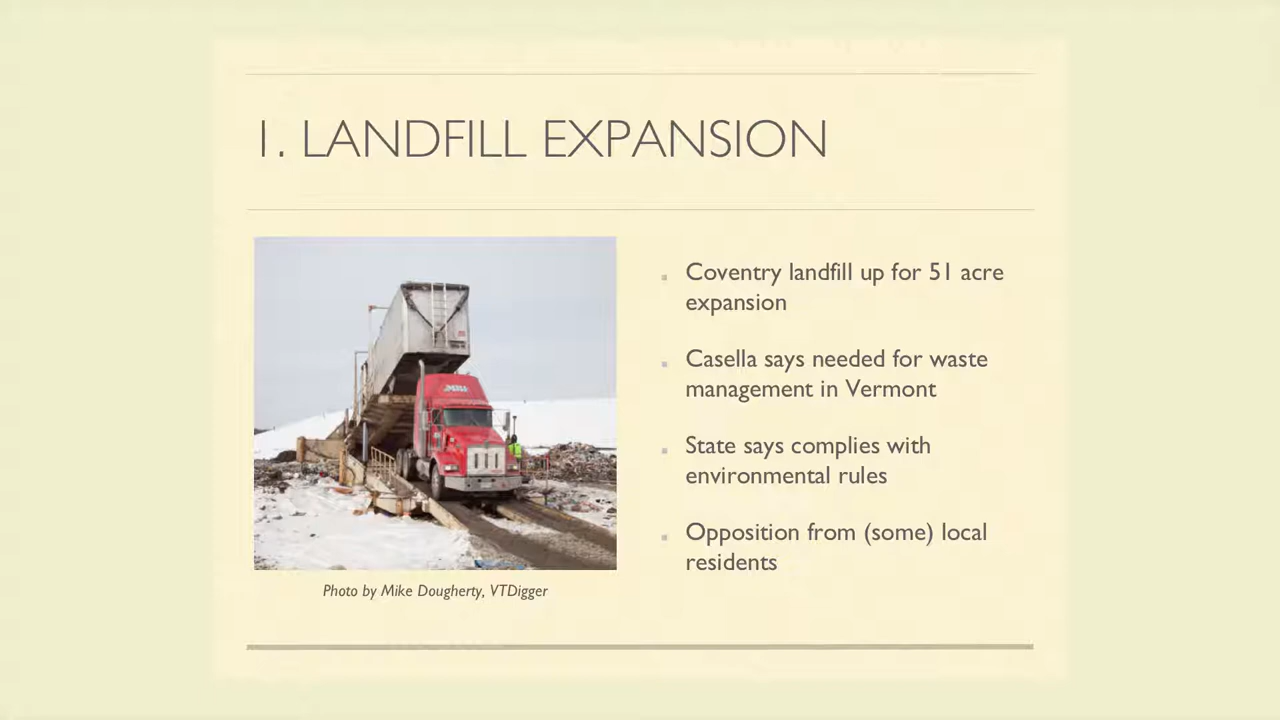 1. LANDFILL EXPANSION
Coventry landfill up for 51 acre
expansion
Casella says needed for waste
management in Vermont
State says complies with
environmental rules
Opposition from (some) local
residents
Photo by Mike Dougherty, VTDigger